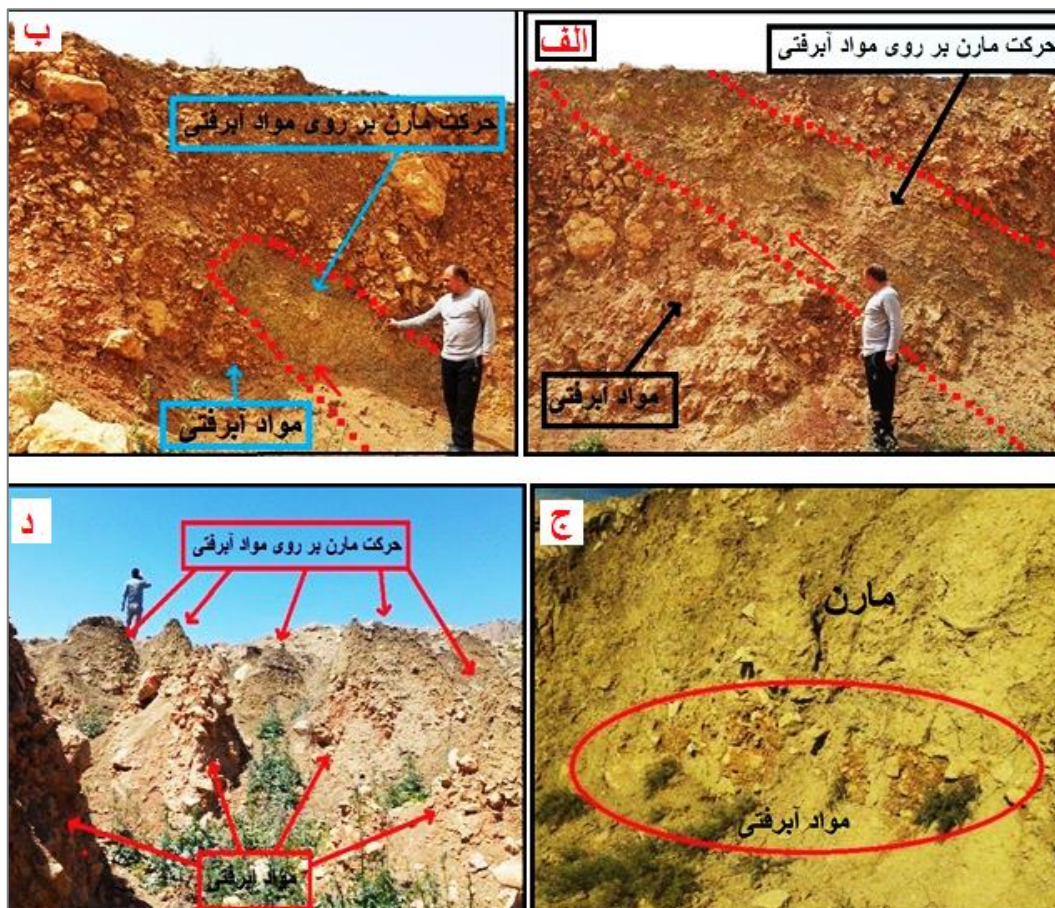 الف
حرکت مارن بر روی مواد آبرفتی
مواد آبرفتی
ب
حرکت مارن بر روی مواد آبرفتی
مواد آبرفتی
ج
مارن
مواد آبرفتی
د
حرکت مارن بر روی مواد آبرفتی
مواد آبرفتی